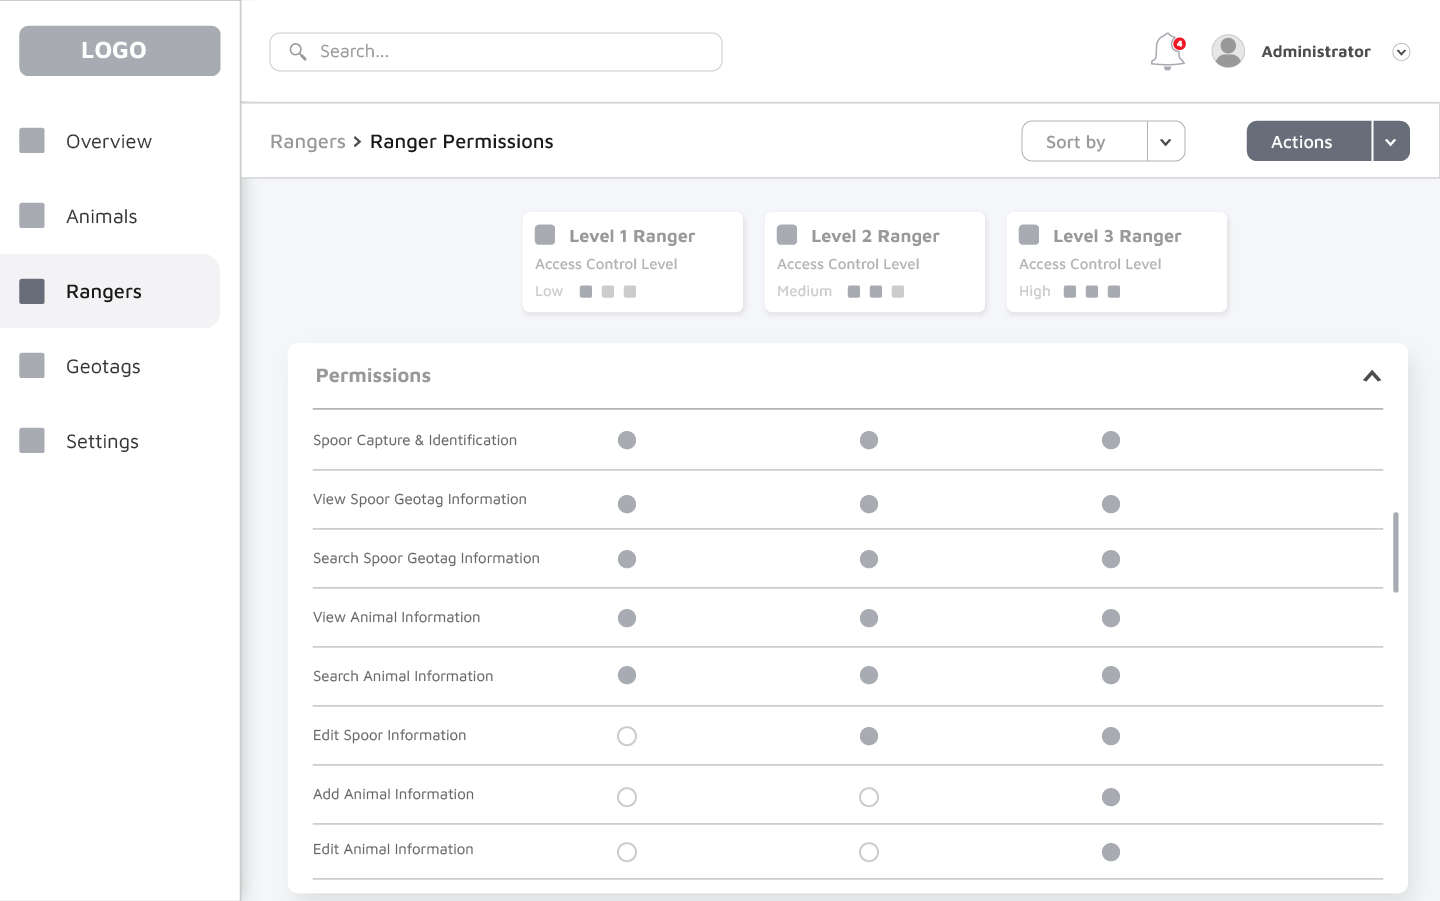 LOGO
Search...
4
Administrator
Overview
Animals
Rangers
Geotags
Settings
Rangers > Ranger Permissions
Sort by
Actions
Level 1 Ranger
Access Control Level
Low
Level 2 Ranger
Access Control Level
Medium
Level 3 Ranger
Access Control Level
High
Permissions
Spoor Capture & Identification
View Spoor Geotag Information
Search Spoor Geotag Information
View Animal Information
Search Animal Information
Edit Spoor Information
Add Animal Information
Edit Animal Information